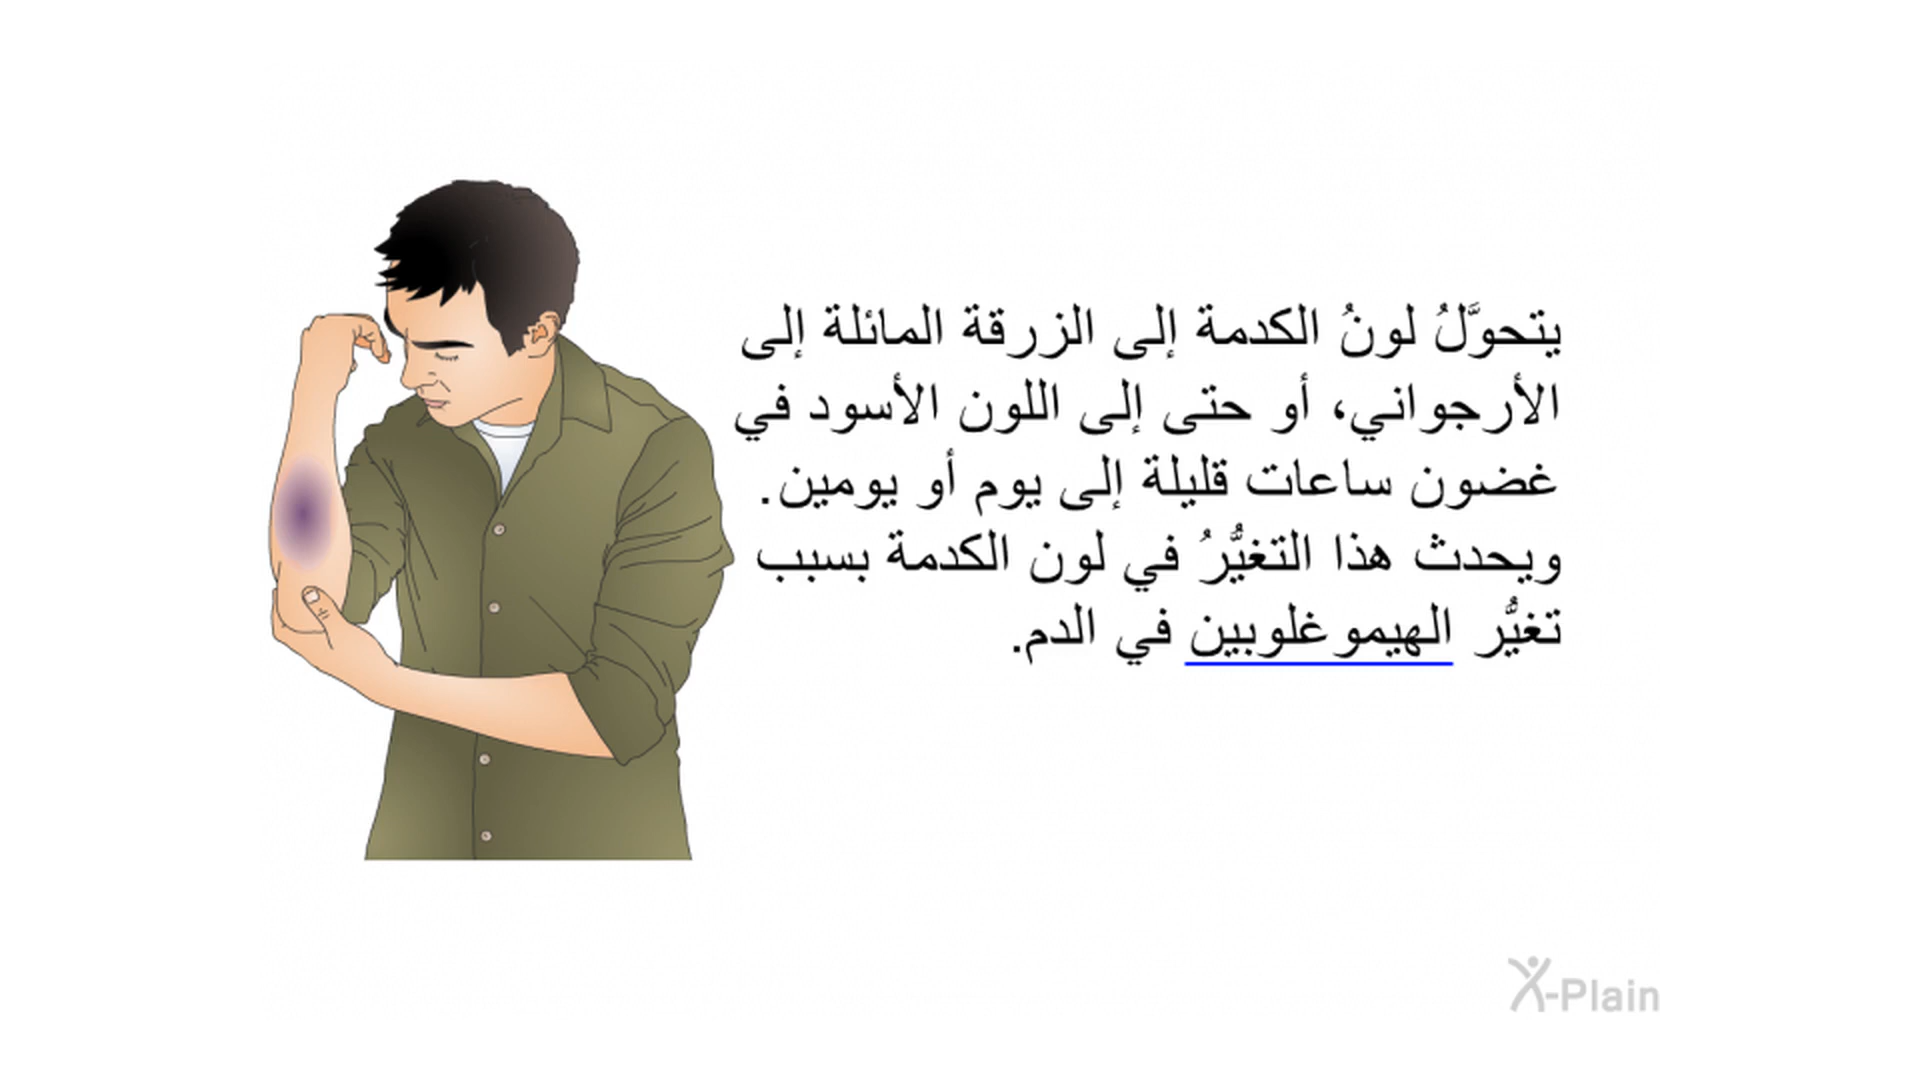 يتحوَّلُ لونُ الكدمة إلى الزرقة المائلة إلى
الأرجواني، أو حتى إلى اللون الأسود في
غضون ساعات قليلة إلى يوم أو يومين.
ويحدث هذا التغيُّرُ في لون الكدمة بسبب
تغيُّر الهيموغلوبين في الدم.
X-Plain